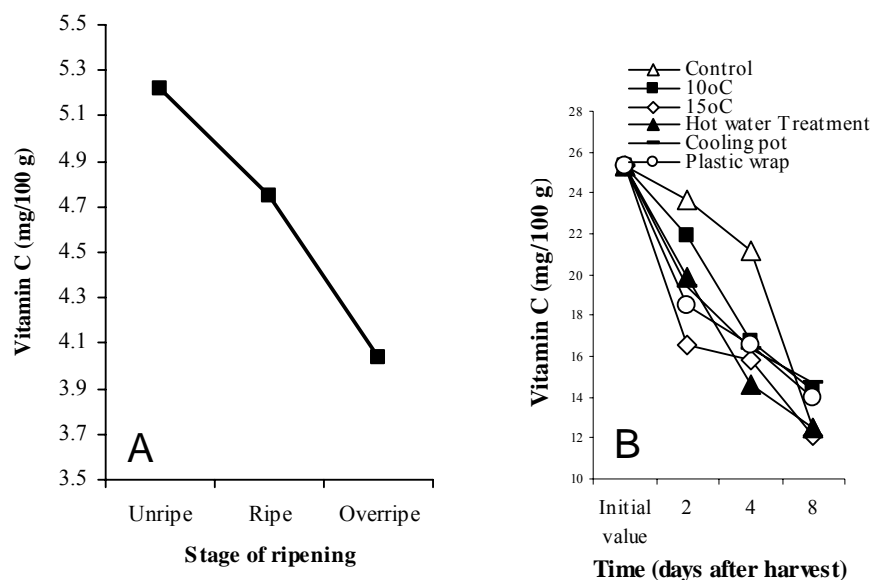 5.5
5.3
5.1
4.9
4.7
4.5
4.3
4.1
3.9
3.7
3.5
Vitamin C (mg/100 g)
A
Unripe Ripe Overripe
Stage of ripening
Control
10oC
15oC
Hot water Treatment
Cooling pot
Plastic wrap
28
26
24
22
20
18
16
14
12
10
Vitamin C (mg/100 g)
B
Initial value 2 4 8
Time (days after harvest)